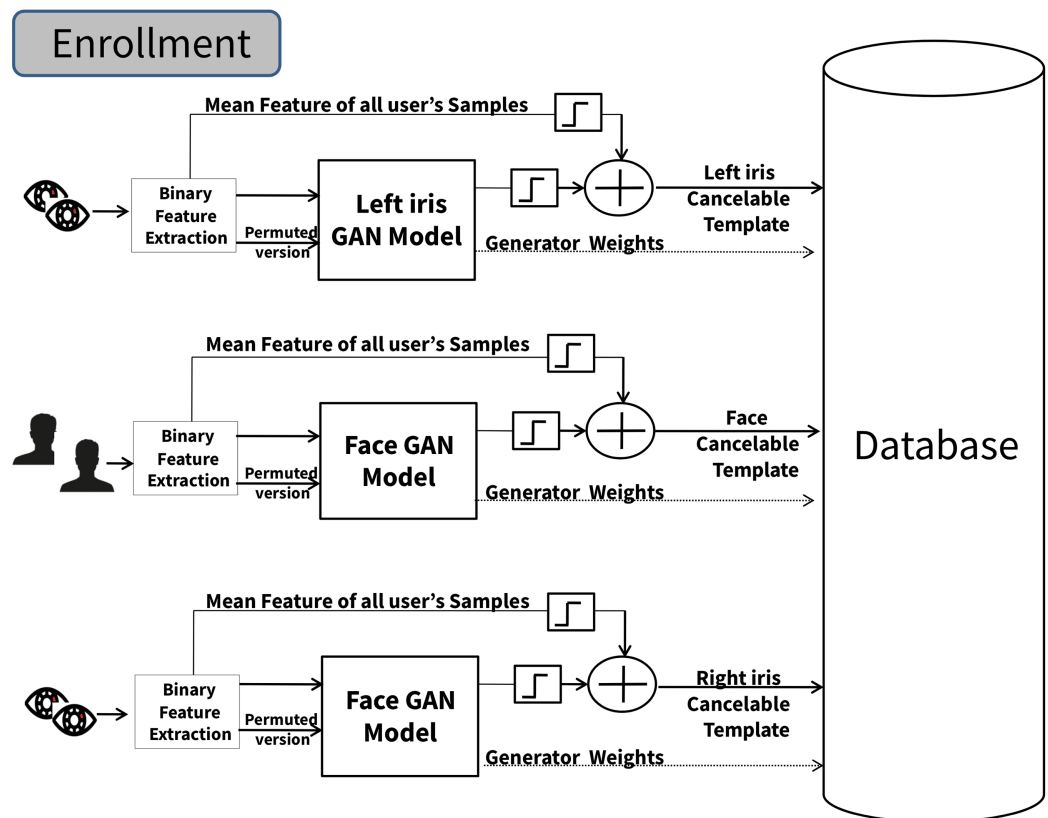 Enrollment
Mean Feature of all user's Samples
Binary
Feature
Extraction
Permuted
version
Left iris
GAN Model
Generator Weights
Left iris
Cancelable
Template
Mean Feature of all user's Samples
Binary
Feature
Extraction
Permuted
version
Face GAN
Model
Generator Weights
Face
Cancelable
Template
Database
Mean Feature of all user's Samples
Binary
Feature
Extraction
Permuted
version
Face GAN
Model
Generator Weights
Right iris
Cancelable
Template